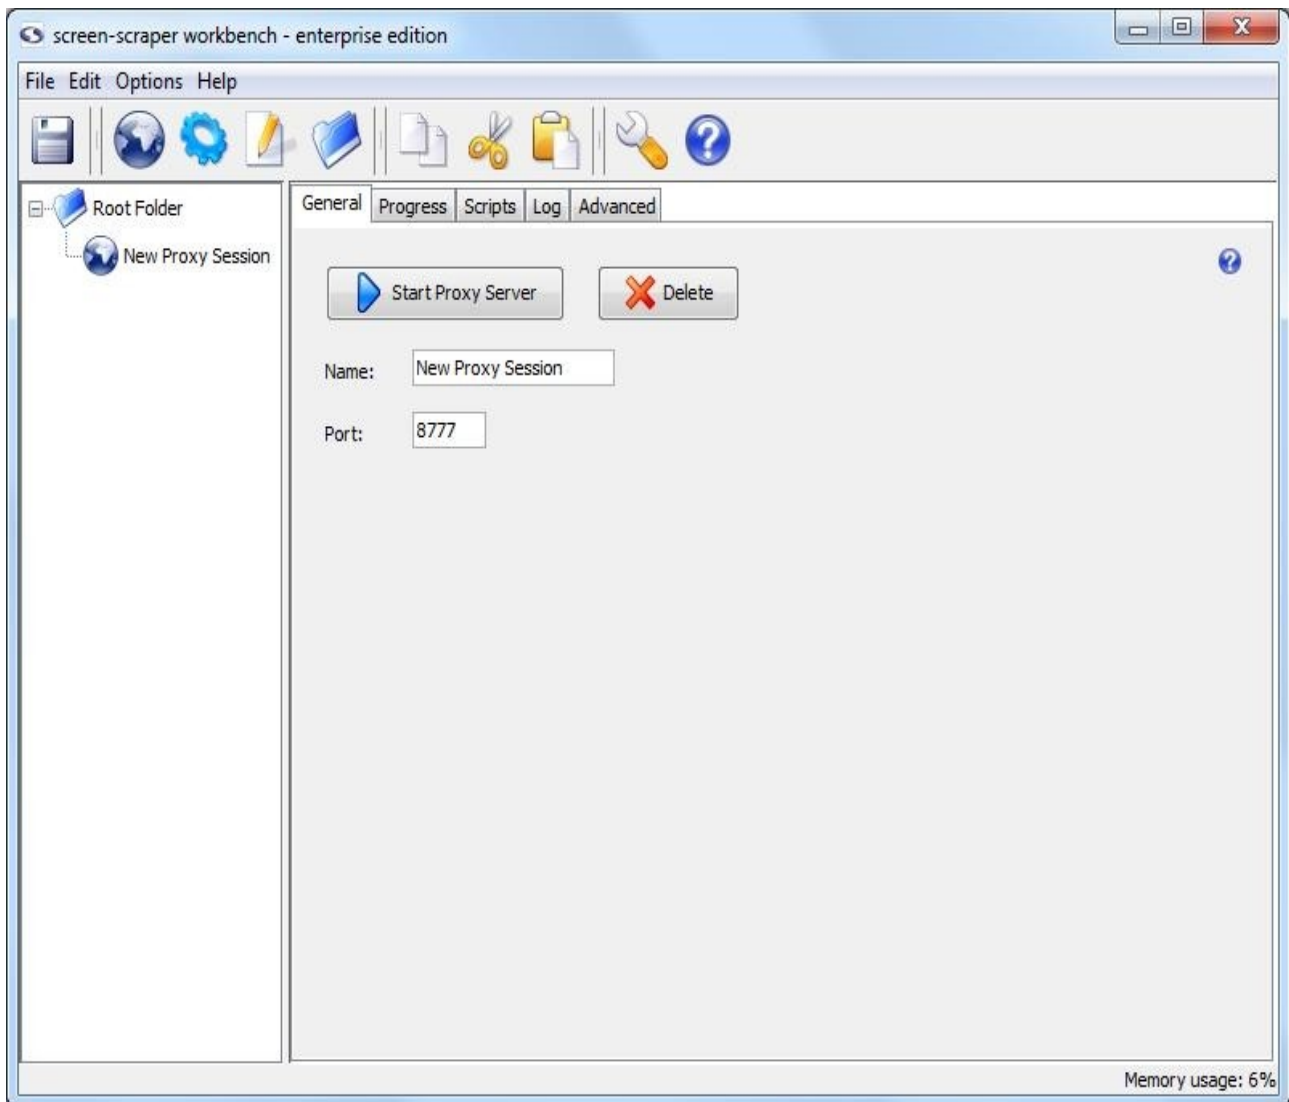 screen-scraper workbench - enterprise edition
File Edit Options Help
Root Folder
New Proxy Session
General Progress Scripts Log Advanced
Start Proxy Server Delete
Name: New Proxy Session
Port: 8777
Memory usage: 6%